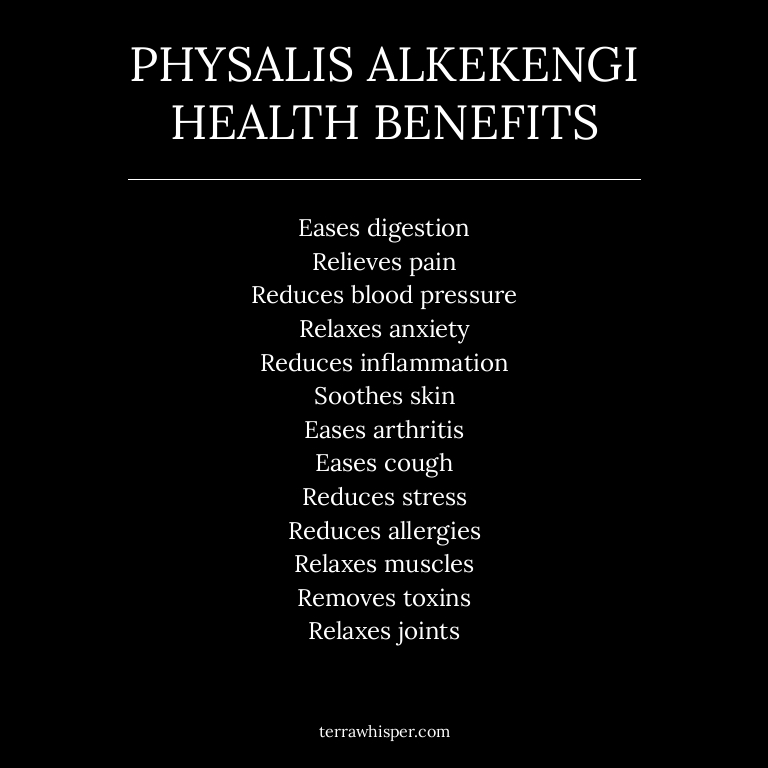 PHYSALIS ALKEKENGI
HEALTH BENEFITS
Eases digestion
Relieves pain
Reduces blood pressure
Relaxes anxiety
Reduces inflammation
Soothes skin
Eases arthritis
Eases cough
Reduces stress
Reduces allergies
Relaxes muscles
Removes toxins
Relaxes joints
terrawhisper.com